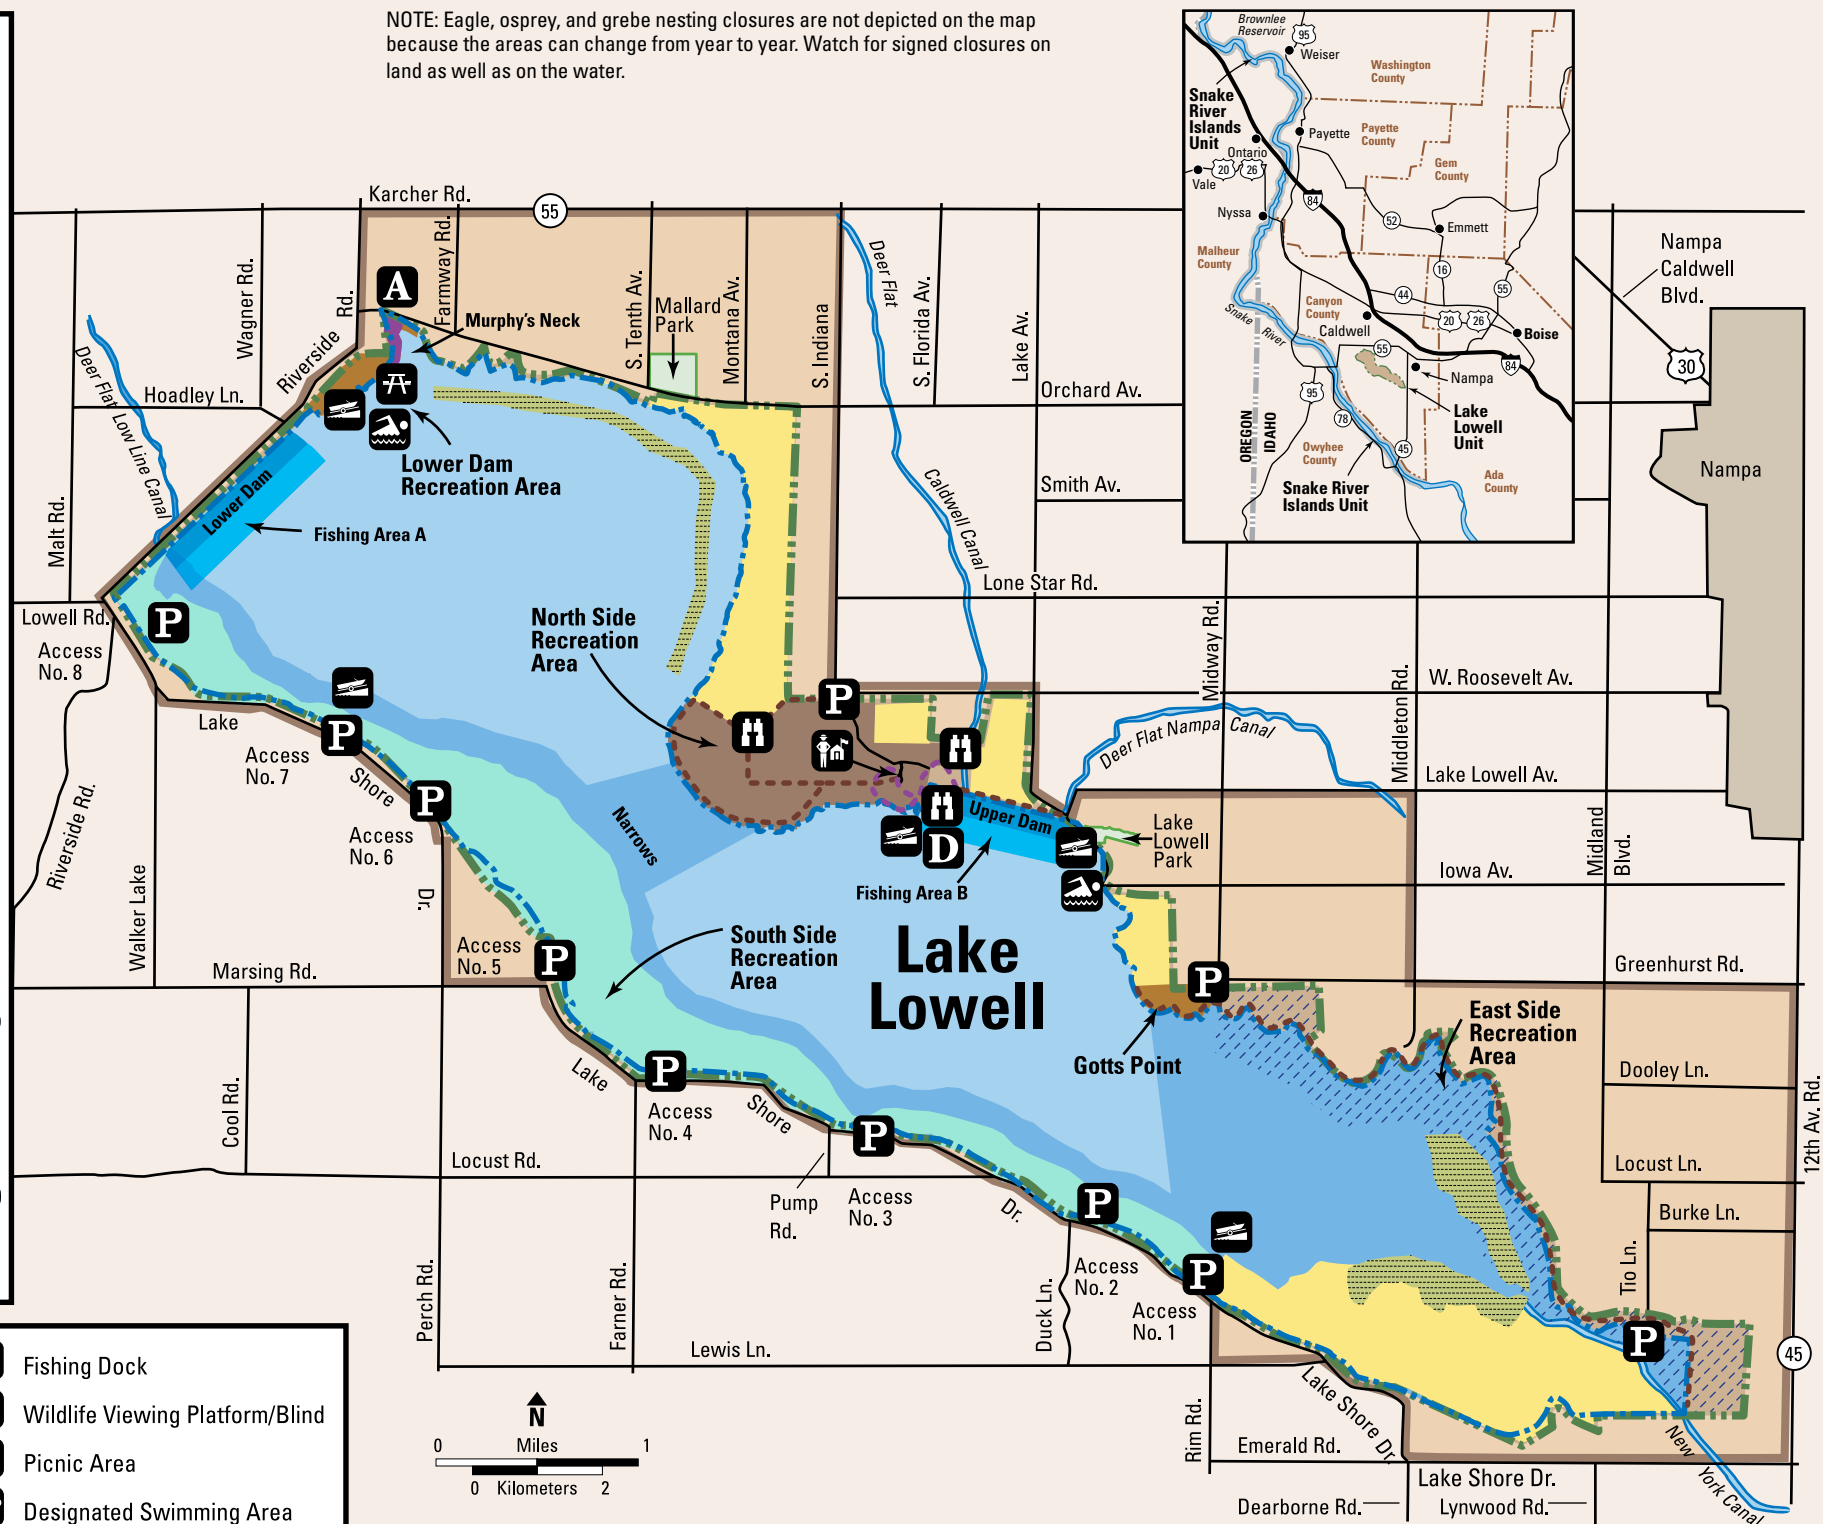 NOTE: Eagle, osprey, and grebe nesting closures are not depicted on the map
because the areas can change from year to year. Watch for signed closures on
land as well as on the water.
Brownlee
Reservoir
95
Weiser
Washington
County
Snake
River
Islands
Unit
Payette
Payette
County
Ontario
Gem
County
20
26
Vale
84
Nyssa
52
Emmett
Malheur
County
16
55
Canyon
County
44
Snake River
Caldwell
20
26
Boise
55
84
Nampa
95
OREGON
IDAHO
78
Lake
Lowell
Unit
45
Owyhee
County
Ada
County
Snake River
Islands Unit
Nampa
Caldwell
Blvd.
30
Nampa
Karcher Rd.
55
Wagner Rd.
Riverside Rd.
Farmway Rd.
A
Murphy's Neck
S. Tenth Av.
Mallard
Park
Montana Av.
S. Indiana
Deer Flat
Caldwell Canal
S. Florida Av.
Lake Av.
Orchard Av.
Hoadley Ln.
Deer Flat Low Line Canal
Malt Rd.
Lower Dam
Lower Dam
Recreation Area
Fishing Area A
Smith Av.
Lone Star Rd.
Lowell Rd.
Access
No. 8
P
North Side
Recreation
Area
Midway Rd.
Middleton Rd.
W. Roosevelt Av.
P
Lake
Access
No. 7
P
Shore
P
Access
No. 6
Dr.
Riverside Rd.
Walker Lake
Narrows
Deer Flat Nampa Canal
Lake Lowell Av.
Upper Dam
D
Fishing Area B
Lake
Lowell
Park
Iowa Av.
Midland
Blvd.
Access
No. 5
P
Marsing Rd.
South Side
Recreation
Area
Lake
Lowell
Greenhurst Rd.
P
East Side
Recreation
Area
Gotts Point
Dooley Ln.
Cool Rd.
Lake
P
Access
No. 4
Shore
P
Locust Rd.
Pump
Rd.
Access
No. 3
Dr.
P
Locust Ln.
12th Av. Rd.
Burke Ln.
Tio Ln.
Perch Rd.
Farner Rd.
Duck Ln.
Access
No. 2
P
Access
No. 1
P
45
Lewis Ln.
Rim Rd.
Lake Shore Dr.
Emerald Rd.
Lake Shore Dr.
Dearborne Rd.
Lynwood Rd.
New York Canal
N
0 Miles 1
0 Kilometers 2
Fishing Dock
Wildlife Viewing Platform/Blind
Picnic Area
Designated Swimming Area